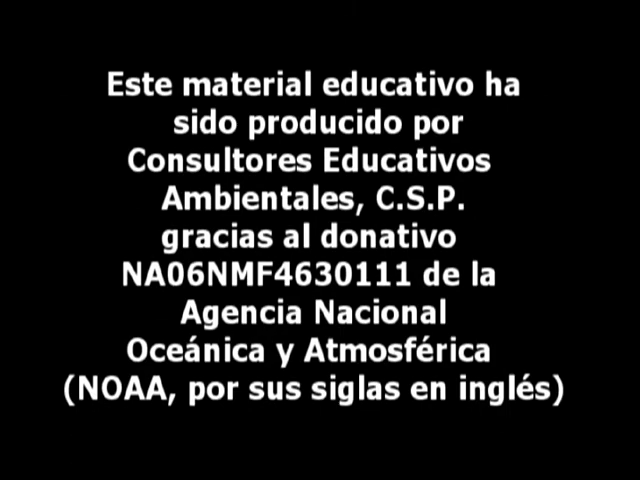 Este material educativo ha
sido producido por
Consultores Educativos
Ambientales, C.S.P.
gracias al donativo
NA06NMF4630111 de la
Agencia Nacional
Oceánica y Atmosférica
(NOAA, por sus siglas en inglés)